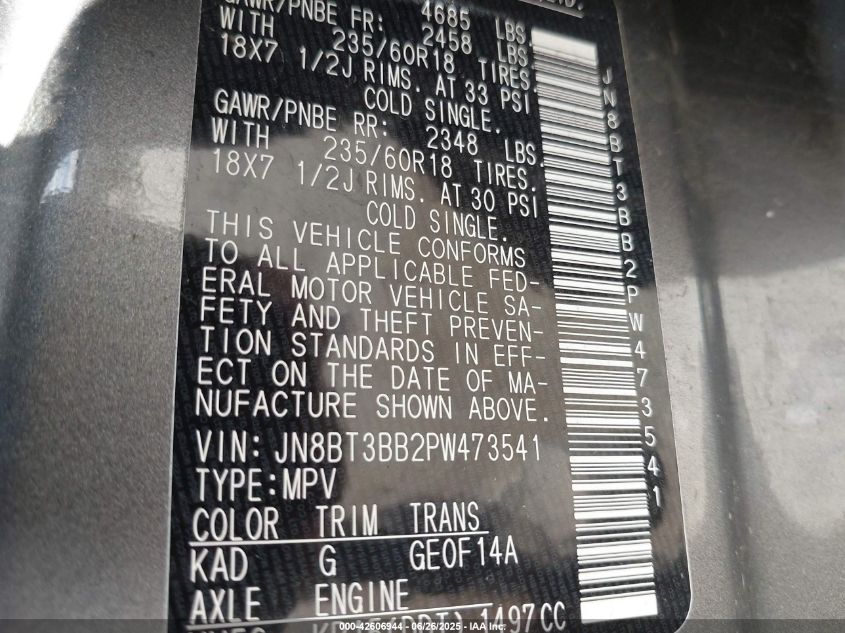 4685 LBS.
GAWR/PNBE FR: 2458 LBS.
WITH 235/60R18 TIRES.
18X7 1/2J RIMS. AT 33 PSI
COLD SINGLE.
GAWR/PNBE RR: 2348 LBS.
WITH 235/60R18 TIRES.
18X7 1/2J RIMS. AT 30 PSI
COLD SINGLE.
THIS VEHICLE CONFORMS
TO ALL APPLICABLE FED-
ERAL MOTOR VEHICLE SA-
FETY AND THEFT PREVEN-
TION STANDARDS IN EFF-
ECT ON THE DATE OF MA-
NUFACTURE SHOWN ABOVE.
VIN: JN8BT3BB2PW473541
TYPE:MPV
COLOR TRIM TRANS
KAD G GE0F14A
AXLE ENGINE
1497CC
JN8BT3BB2PW473541
000-42606944 - 06/26/2025 - IAA Inc.